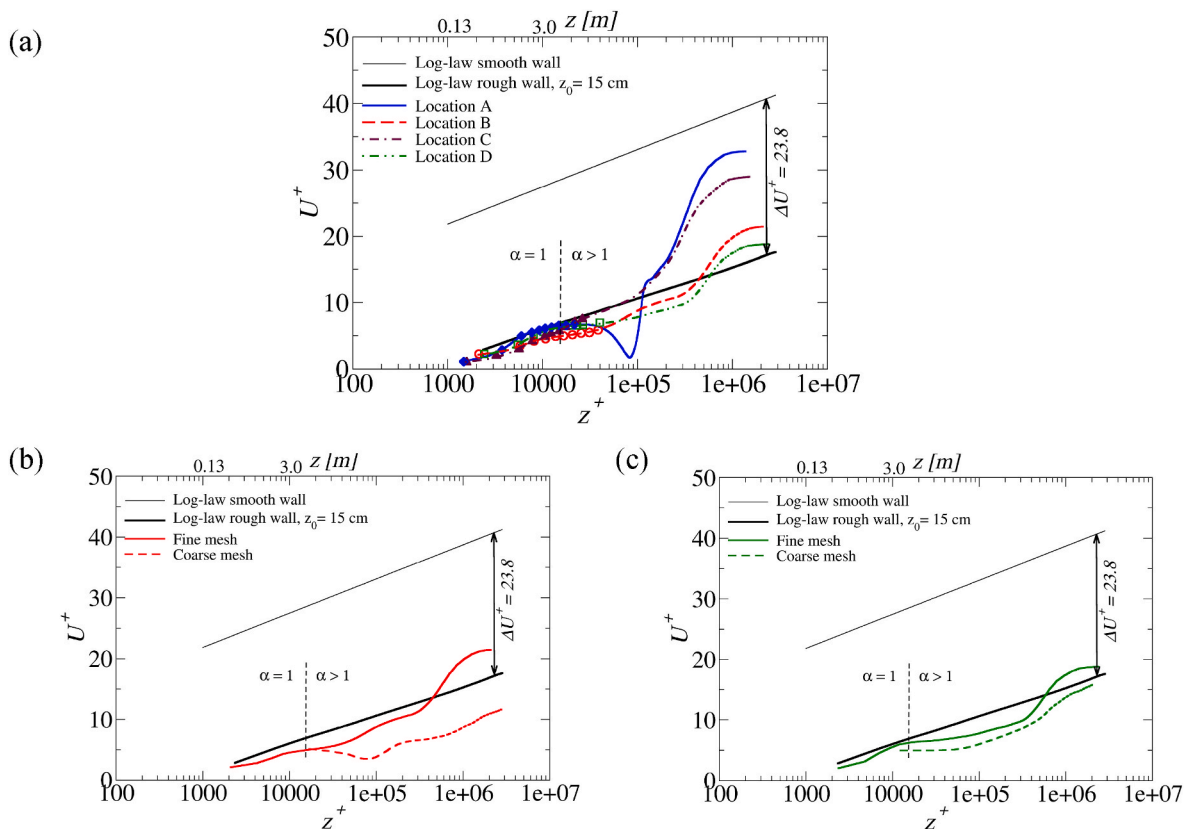 (a)
0.13 3.0 z [m]
50
40
30
20
10
0
U+
Log-law smooth wall
Log-law rough wall, z0= 15 cm
Location A
Location B
Location C
Location D
α = 1 α > 1
ΔU+ = 23.8
100 1000 10000 1e+05 1e+06 1e+07
z+
(b)
0.13 3.0 z [m]
50
40
30
20
10
0
U+
Log-law smooth wall
Log-law rough wall, z0= 15 cm
Fine mesh
Coarse mesh
α = 1 α > 1
ΔU+ = 23.8
100 1000 10000 1e+05 1e+06 1e+07
z+
(c)
0.13 3.0 z [m]
50
40
30
20
10
0
U+
Log-law smooth wall
Log-law rough wall, z0= 15 cm
Fine mesh
Coarse mesh
α = 1 α > 1
ΔU+ = 23.8
100 1000 10000 1e+05 1e+06 1e+07
z+